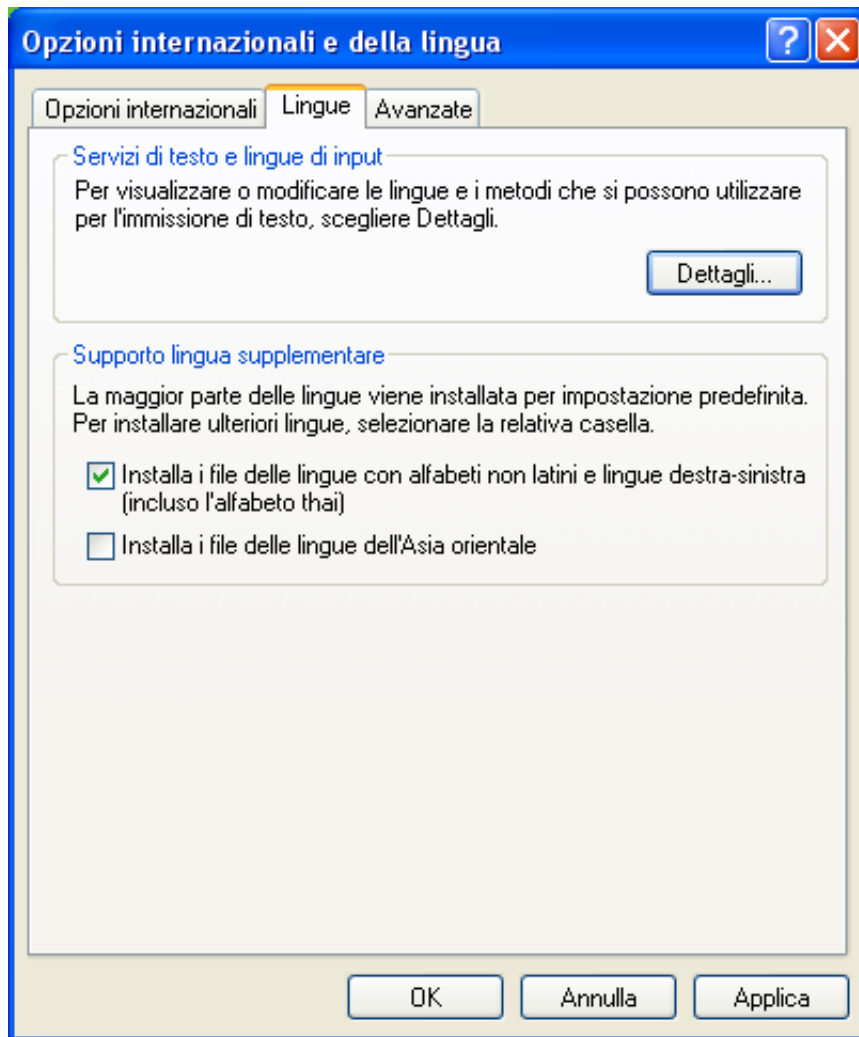 Opzioni internazionali e della lingua
Opzioni internazionali Lingue Avanzate
Servizi di testo e lingue di input
Per visualizzare o modificare le lingue e i metodi che si possono utilizzare
per l'immissione di testo, scegliere Dettagli.
Dettagli...
Supporto lingua supplementare
La maggior parte delle lingue viene installata per impostazione predefinita.
Per installare ulteriori lingue, selezionare la relativa casella.
Installa i file delle lingue con alfabeti non latini e lingue destra-sinistra
(incluso l'alfabeto thai)
Installa i file delle lingue dell'Asia orientale
OK Annulla Applica